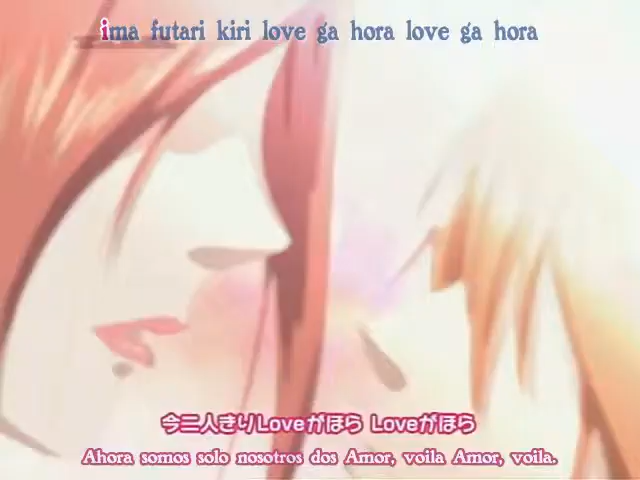 ima futari kiri love ga hora love ga hora
今二人きりLoveがほら Loveがほら
Ahora somos solo nosotros dos Amor, voila Amor, voila.